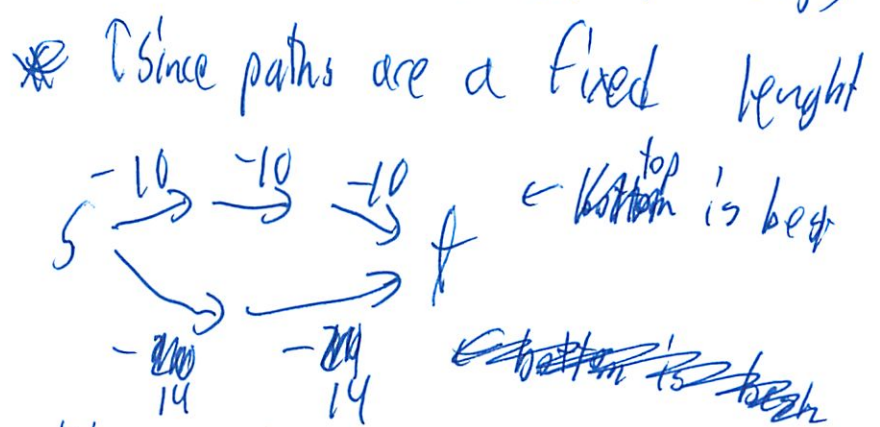 * ↑ Since paths are a fixed lenght
-10 -10 -10
top
← is best
s t
- -
14 14